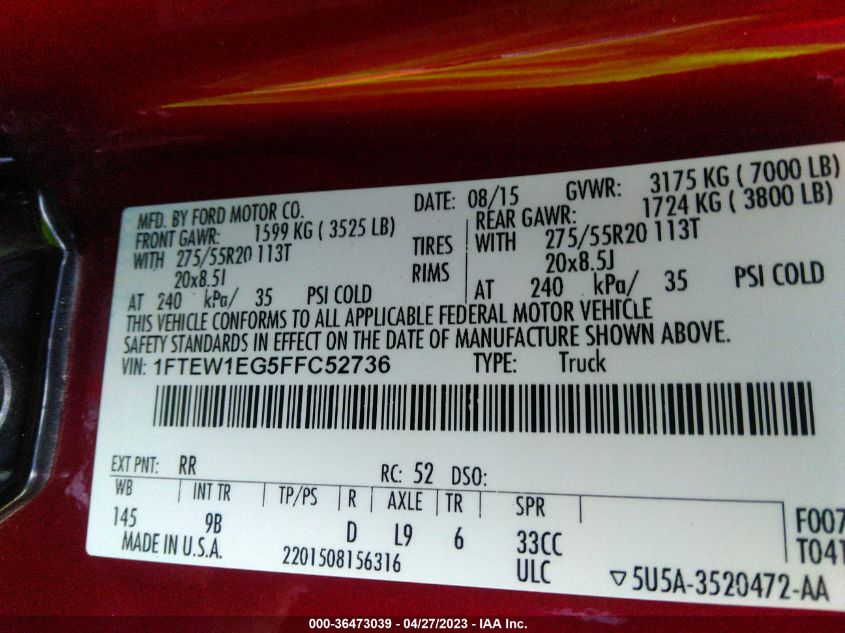 MFD. BY FORD MOTOR CO. DATE: 08/15 GVWR: 3175 KG ( 7000 LB)
FRONT GAWR: 1599 KG ( 3525 LB) REAR GAWR: 1724 KG ( 3800 LB)
WITH 275/55R20 113T TIRES WITH 275/55R20 113T
20x8.5J RIMS 20x8.5J
AT 240 kPa/ 35 PSI COLD AT 240 kPa/ 35 PSI COLD
THIS VEHICLE CONFORMS TO ALL APPLICABLE FEDERAL MOTOR VEHICLE
SAFETY STANDARDS IN EFFECT ON THE DATE OF MANUFACTURE SHOWN ABOVE.
VIN: 1FTEW1EG5FFC52736 TYPE: Truck
EXT PNT: RR RC: 52 DSO:
WB INT TR TP/PS R AXLE TR SPR
145 9B D L9 6 33CC F007
MADE IN U.S.A. 2201508156316 ULC T041
▽5U5A-3520472-AA
000-36473039 - 04/27/2023 - IAA Inc.